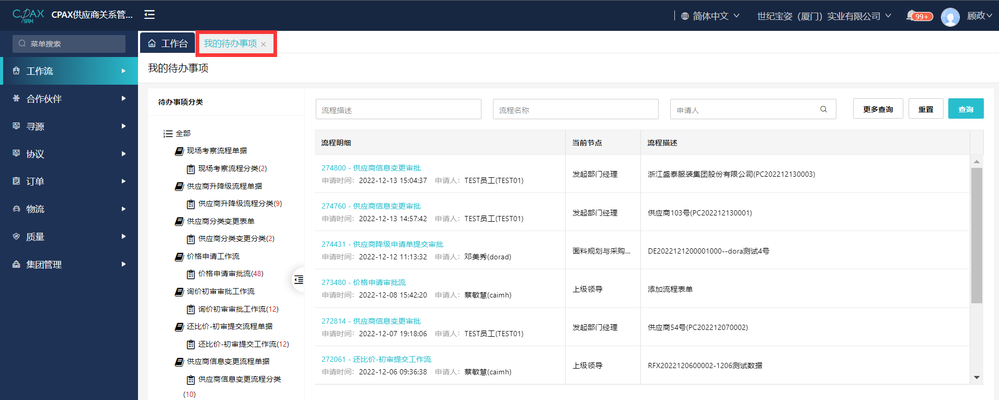 CPAX SRM
CPAX供应商关系管...
简体中文
世纪宝姿（厦门）实业有限公司
99+
顾政
菜单搜索
工作台
我的待办事项
工作流
合作伙伴
寻源
协议
订单
物流
质量
集团管理
我的待办事项
待办事项分类
全部
现场考察流程单据
现场考察流程分类(2)
供应商升降级流程单据
供应商升降级流程分类(9)
供应商分类变更表单
供应商分类变更分类(2)
价格申请工作流
价格申请审批流(48)
询价初审审批工作流
询价初审审批工作流(12)
还比价-初审提交流程单据
还比价-初审提交工作流(12)
供应商信息变更流程单据
供应商信息变更流程分类
(10)
流程描述
流程名称
申请人
更多查询
重置
查询
流程明细
当前节点
流程描述
274800 - 供应商信息变更审批
申请时间： 2022-12-13 15:04:37 申请人： TEST员工(TEST01)
发起部门经理
浙江盛泰服装集团股份有限公司(PC202212130003)
274760 - 供应商信息变更审批
申请时间： 2022-12-13 14:57:42 申请人： TEST员工(TEST01)
发起部门经理
供应商103号(PC202212130001)
274431 - 供应商降级申请单提交审批
申请时间： 2022-12-12 11:13:32 申请人： 邓美秀(dorad)
面料规划与采购...
DE2022121200001000--dora测试4号
273480 - 价格申请审批流
申请时间： 2022-12-08 15:42:20 申请人： 蔡敏慧(caimh)
上级领导
添加流程表单
272814 - 供应商信息变更审批
申请时间： 2022-12-07 19:18:06 申请人： TEST员工(TEST01)
发起部门经理
供应商54号(PC202212070002)
272061 - 还比价-初审提交工作流
申请时间： 2022-12-06 09:36:38 申请人： 蔡敏慧(caimh)
上级领导
RFX2022120600002-1206测试数据